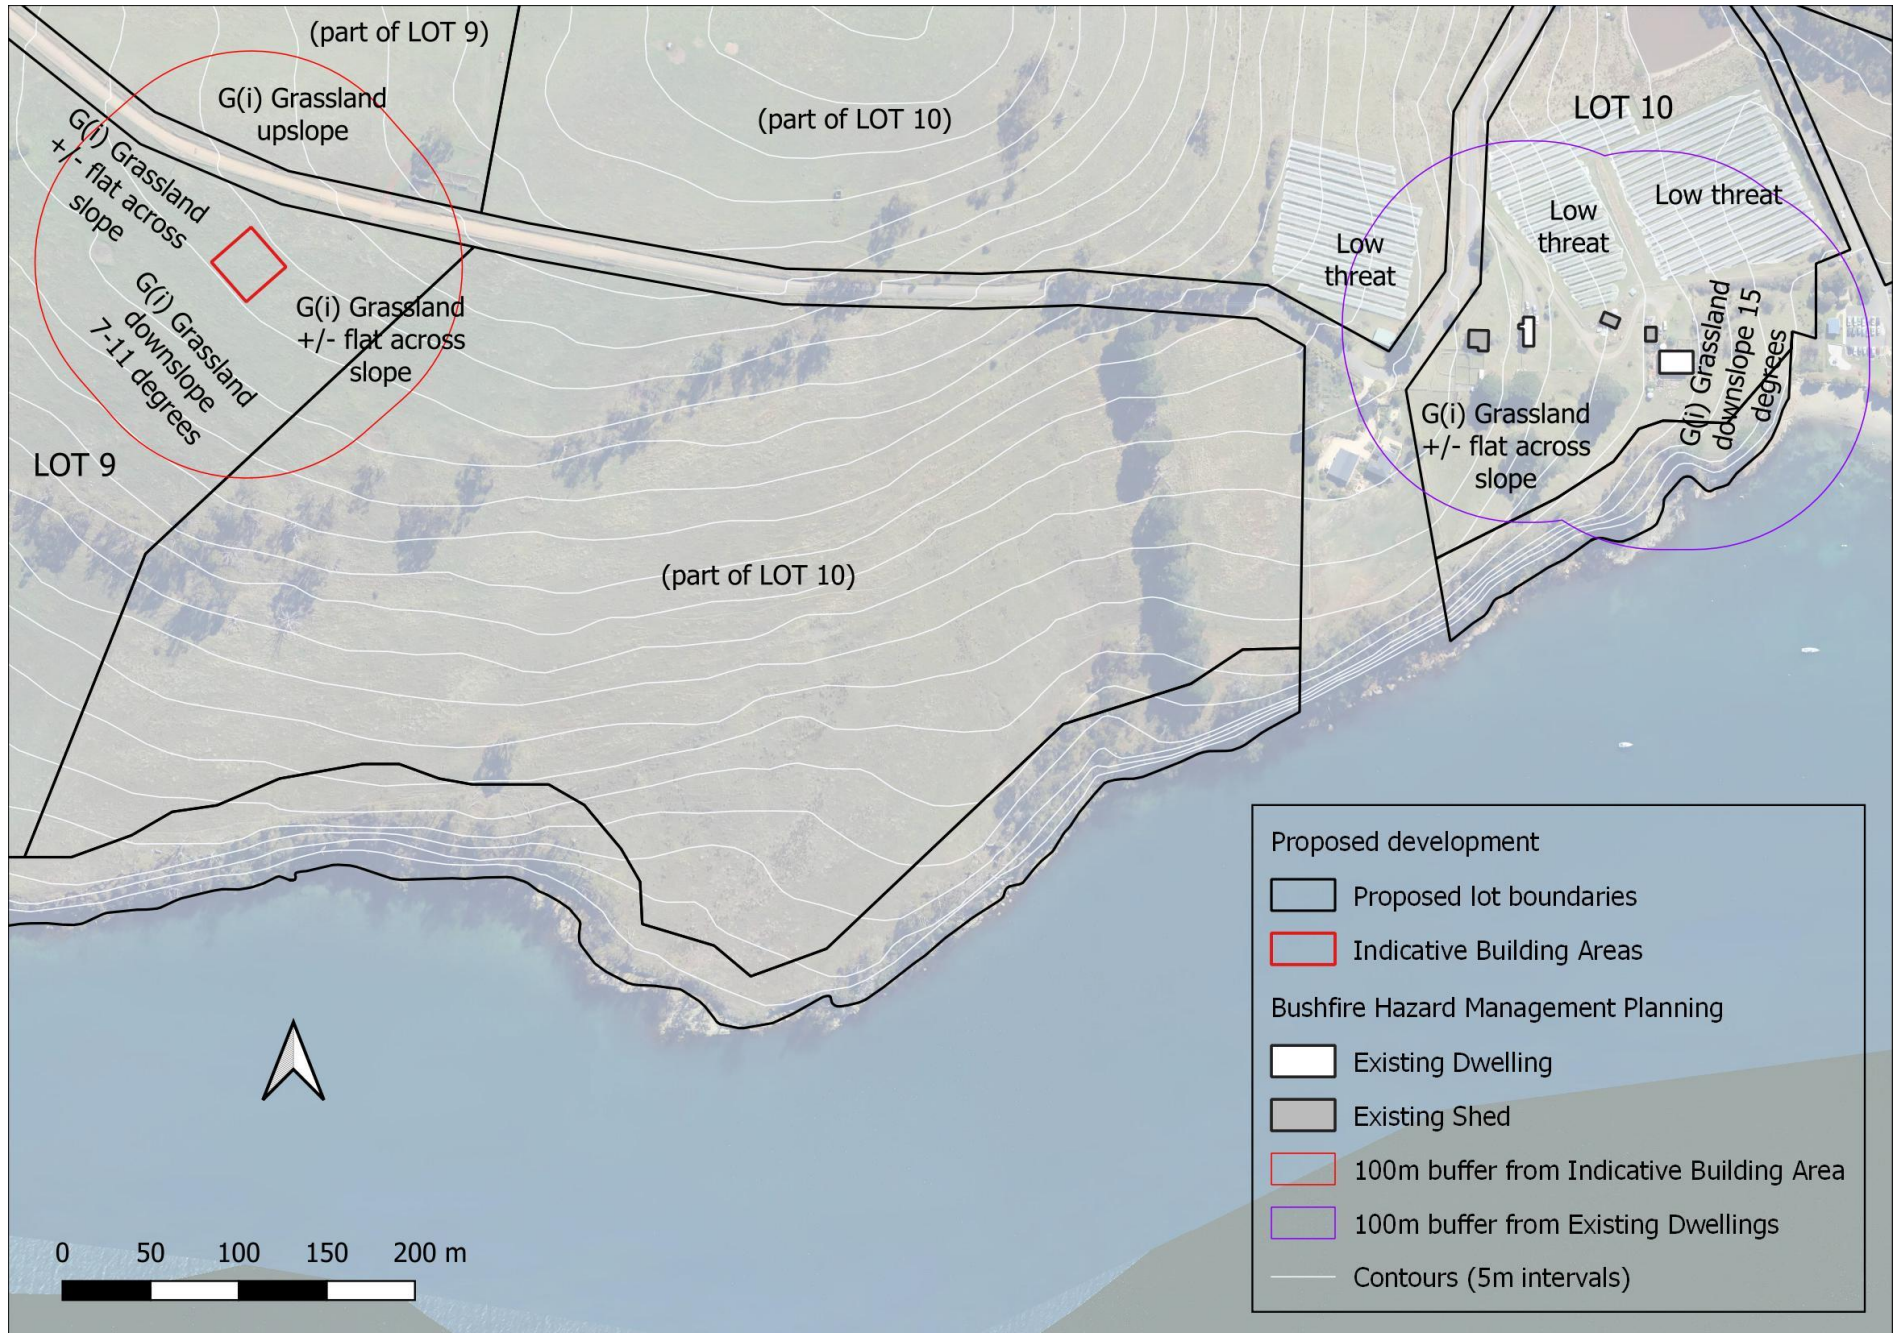 (part of LOT 9)
G(i) Grassland
upslope
(part of LOT 10)
LOT 10
G(i) Grassland
+/- flat across
slope
Low
threat
Low threat
Low
threat
G(i) Grassland
downslope
7-11 degrees
G(i) Grassland
+/- flat across
slope
G(i) Grassland
downslope 15
degrees
G(i) Grassland
+/- flat across
slope
LOT 9
(part of LOT 10)
Proposed development
Proposed lot boundaries
Indicative Building Areas
Bushfire Hazard Management Planning
Existing Dwelling
Existing Shed
100m buffer from Indicative Building Area
100m buffer from Existing Dwellings
Contours (5m intervals)
0 50 100 150 200 m